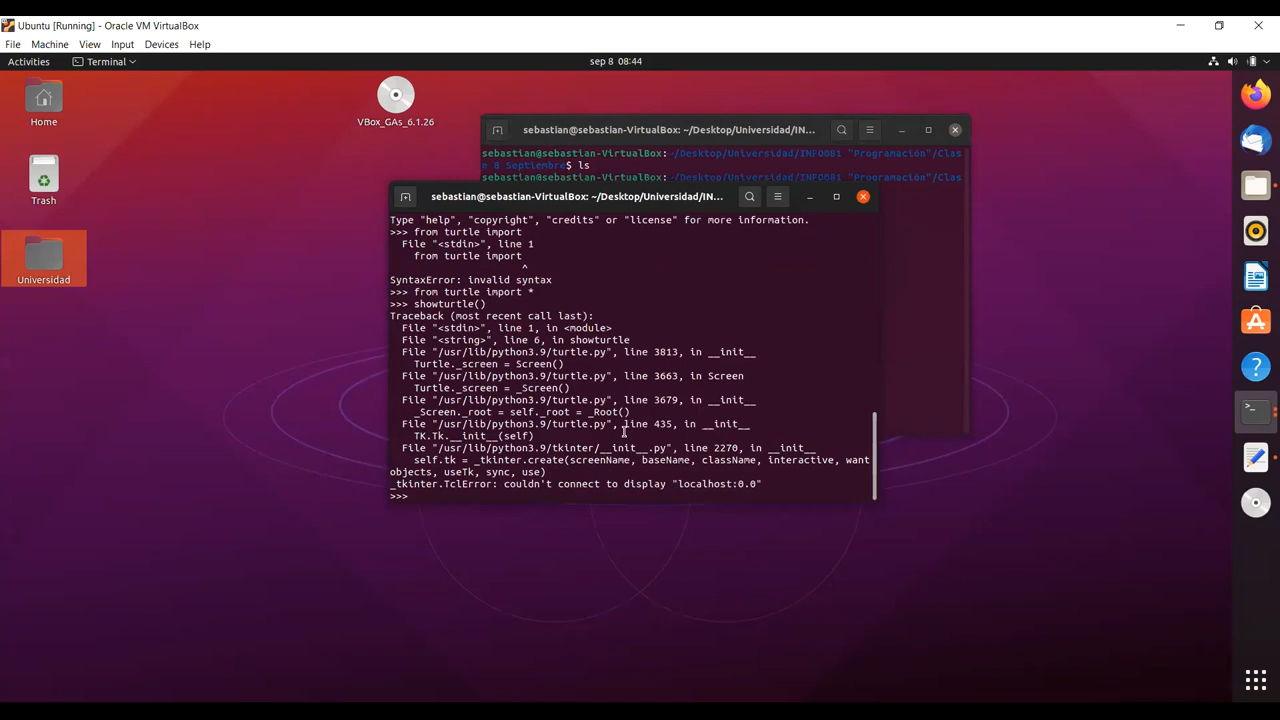 Ubuntu [Running] - Oracle VM VirtualBox
File Machine View Input Devices Help
Activities Terminal sep 8 08:44
Home
VBox_GAs_6.1.26
Trash
Universidad
sebastian@sebastian-VirtualBox: ~/Desktop/Universidad/IN...
sebastian@sebastian-VirtualBox:~/Desktop/Universidad/INFO081 "Programación"/Clas
e 8 Septiembre$ ls
sebastian@sebastian-VirtualBox:~/Desktop/Universidad/INFO081 "Programación"/Clas
sebastian@sebastian-VirtualBox: ~/Desktop/Universidad/IN...
Type "help", "copyright", "credits" or "license" for more information.
>>> from turtle import
File "<stdin>", line 1
from turtle import
^
SyntaxError: invalid syntax
>>> from turtle import *
>>> showturtle()
Traceback (most recent call last):
File "<stdin>", line 1, in <module>
File "<string>", line 6, in showturtle
File "/usr/lib/python3.9/turtle.py", line 3813, in __init__
Turtle._screen = Screen()
File "/usr/lib/python3.9/turtle.py", line 3663, in Screen
Turtle._screen = _Screen()
File "/usr/lib/python3.9/turtle.py", line 3679, in __init__
_Screen._root = self._root = _Root()
File "/usr/lib/python3.9/turtle.py", line 435, in __init__
TK.Tk.__init__(self)
File "/usr/lib/python3.9/tkinter/__init__.py", line 2270, in __init__
self.tk = _tkinter.create(screenName, baseName, className, interactive, want
objects, useTk, sync, use)
_tkinter.TclError: couldn't connect to display "localhost:0.0"
>>>